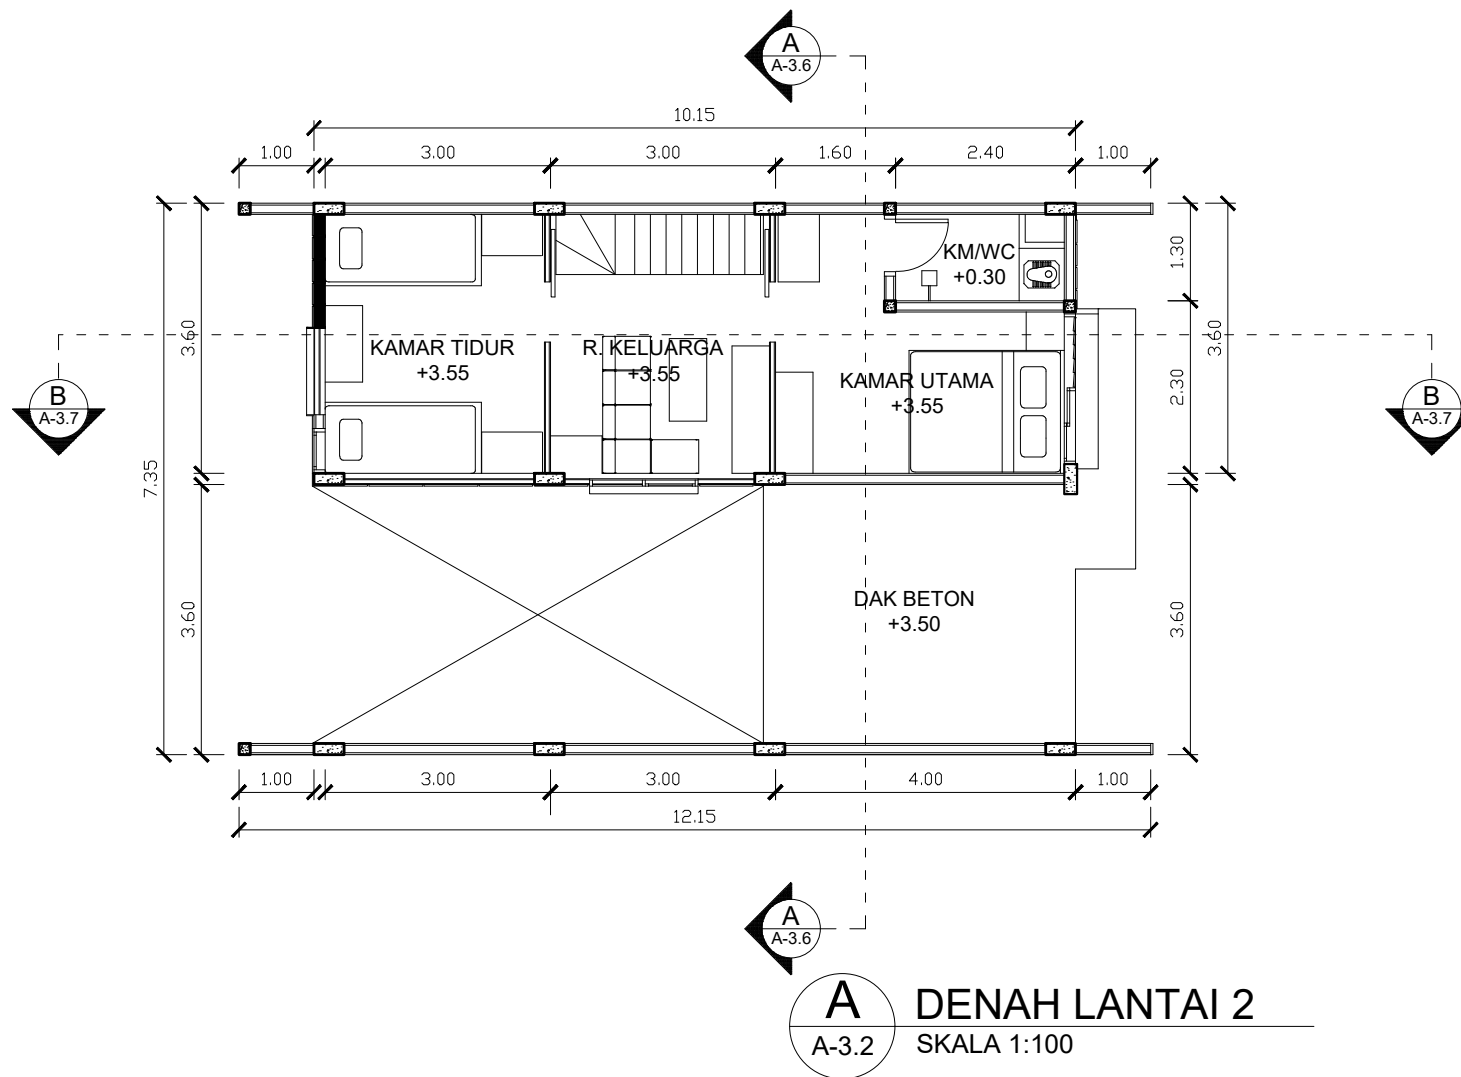 A
A-3.6
10.15
1.00
3.00
3.00
1.60
2.40
1.00
KM/WC
+0.30
1.30
3.60
3.60
KAMAR TIDUR
+3.55
R. KELUARGA
+3.55
KAMAR UTAMA
+3.55
2.30
B
A-3.7
B
A-3.7
7.35
3.60
DAK BETON
+3.50
3.60
1.00
3.00
3.00
4.00
1.00
12.15
A
A-3.6
A
A-3.2
DENAH LANTAI 2
SKALA 1:100